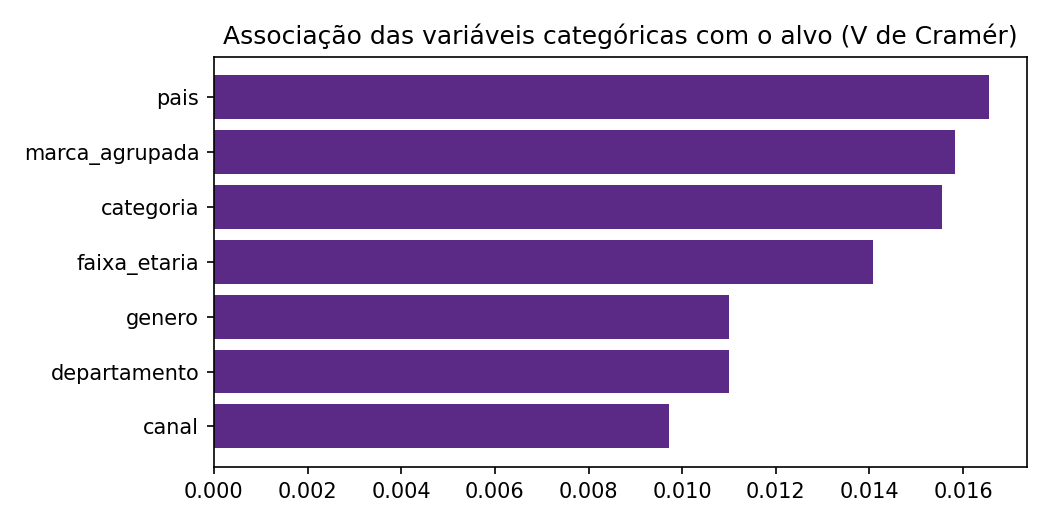 Associação das variáveis categóricas com o alvo (V de Cramér)
pais
marca_agrupada
categoria
faixa_etaria
genero
departamento
canal
0.000 0.002 0.004 0.006 0.008 0.010 0.012 0.014 0.016